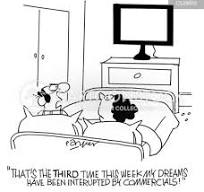 "THAT'S THE THIRD TIME THIS WEEK MY DREAMS
HAVE BEEN INTERUPTED BY COMMERCIALS!"